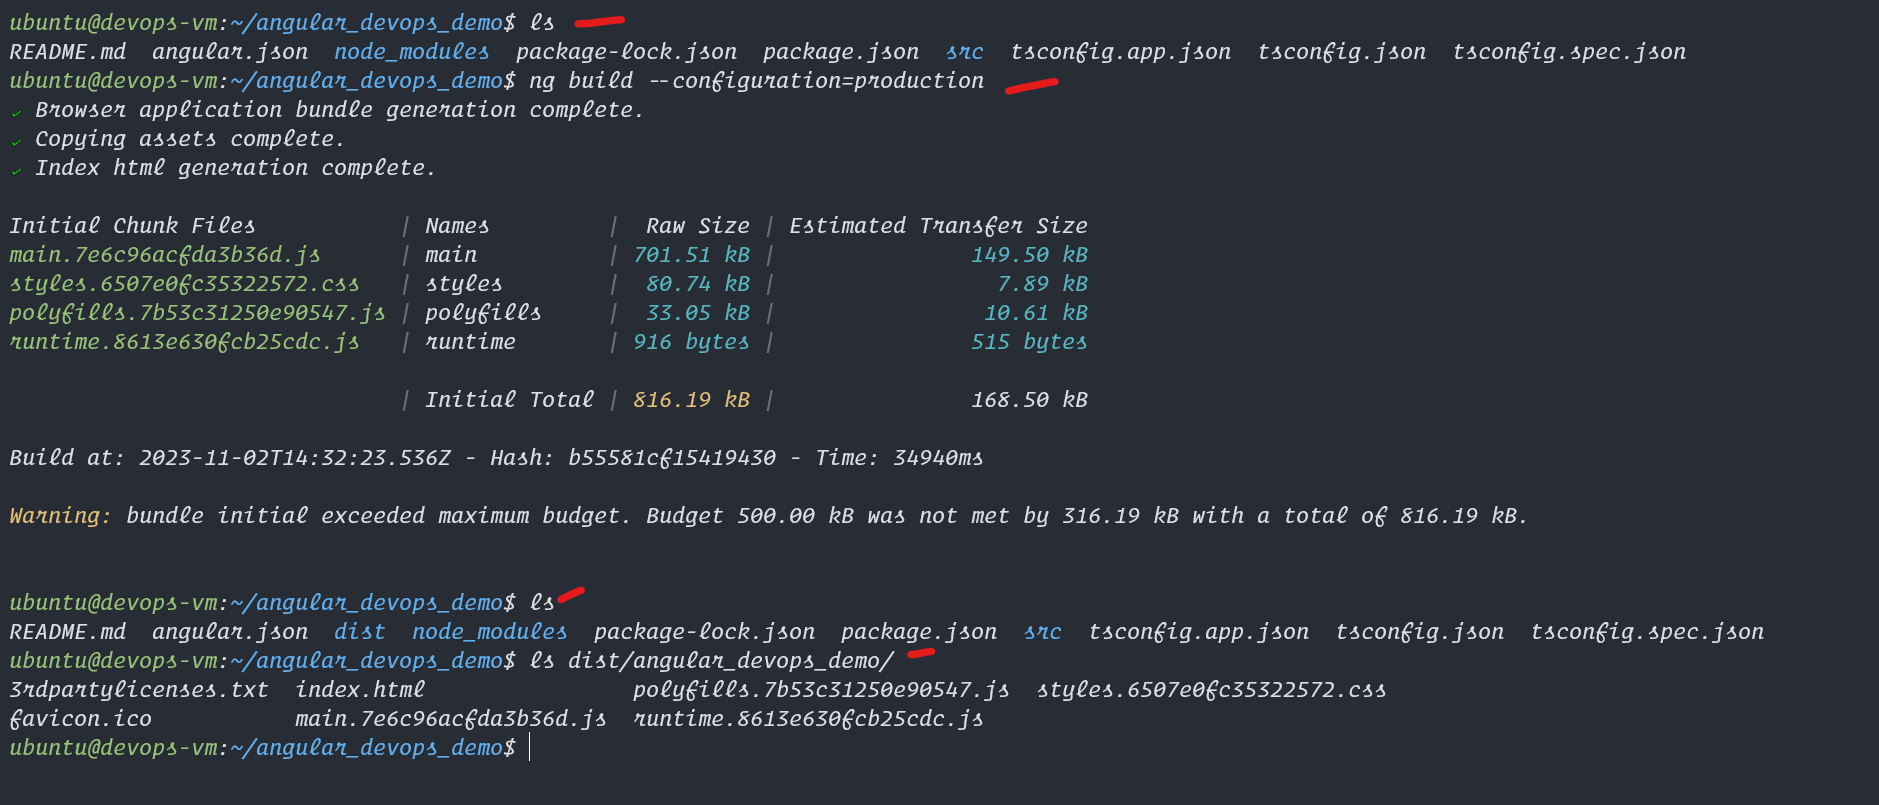 ubuntu@devops-vm:~/angular_devops_demo$ ls
README.md  angular.json  node_modules  package-lock.json  package.json  src  tsconfig.app.json  tsconfig.json  tsconfig.spec.json
ubuntu@devops-vm:~/angular_devops_demo$ ng build --configuration=production
✓ Browser application bundle generation complete.
✓ Copying assets complete.
✓ Index html generation complete.
Initial Chunk Files           | Names         |  Raw Size | Estimated Transfer Size
main.7e6c96acfda3b36d.js      | main          | 701.51 kB |               149.50 kB
styles.6507e0fc35322572.css   | styles        |  80.74 kB |                 7.89 kB
polyfills.7b53c31250e90547.js | polyfills     |  33.05 kB |                10.61 kB
runtime.8613e630fcb25cdc.js   | runtime       | 916 bytes |               515 bytes
| Initial Total | 816.19 kB |               168.50 kB
Build at: 2023-11-02T14:32:23.536Z - Hash: b55581cf15419430 - Time: 34940ms
Warning: bundle initial exceeded maximum budget. Budget 500.00 kB was not met by 316.19 kB with a total of 816.19 kB.
ubuntu@devops-vm:~/angular_devops_demo$ ls
README.md  angular.json  dist  node_modules  package-lock.json  package.json  src  tsconfig.app.json  tsconfig.json  tsconfig.spec.json
ubuntu@devops-vm:~/angular_devops_demo$ ls dist/angular_devops_demo/
3rdpartylicenses.txt  index.html                polyfills.7b53c31250e90547.js  styles.6507e0fc35322572.css
favicon.ico           main.7e6c96acfda3b36d.js  runtime.8613e630fcb25cdc.js
ubuntu@devops-vm:~/angular_devops_demo$